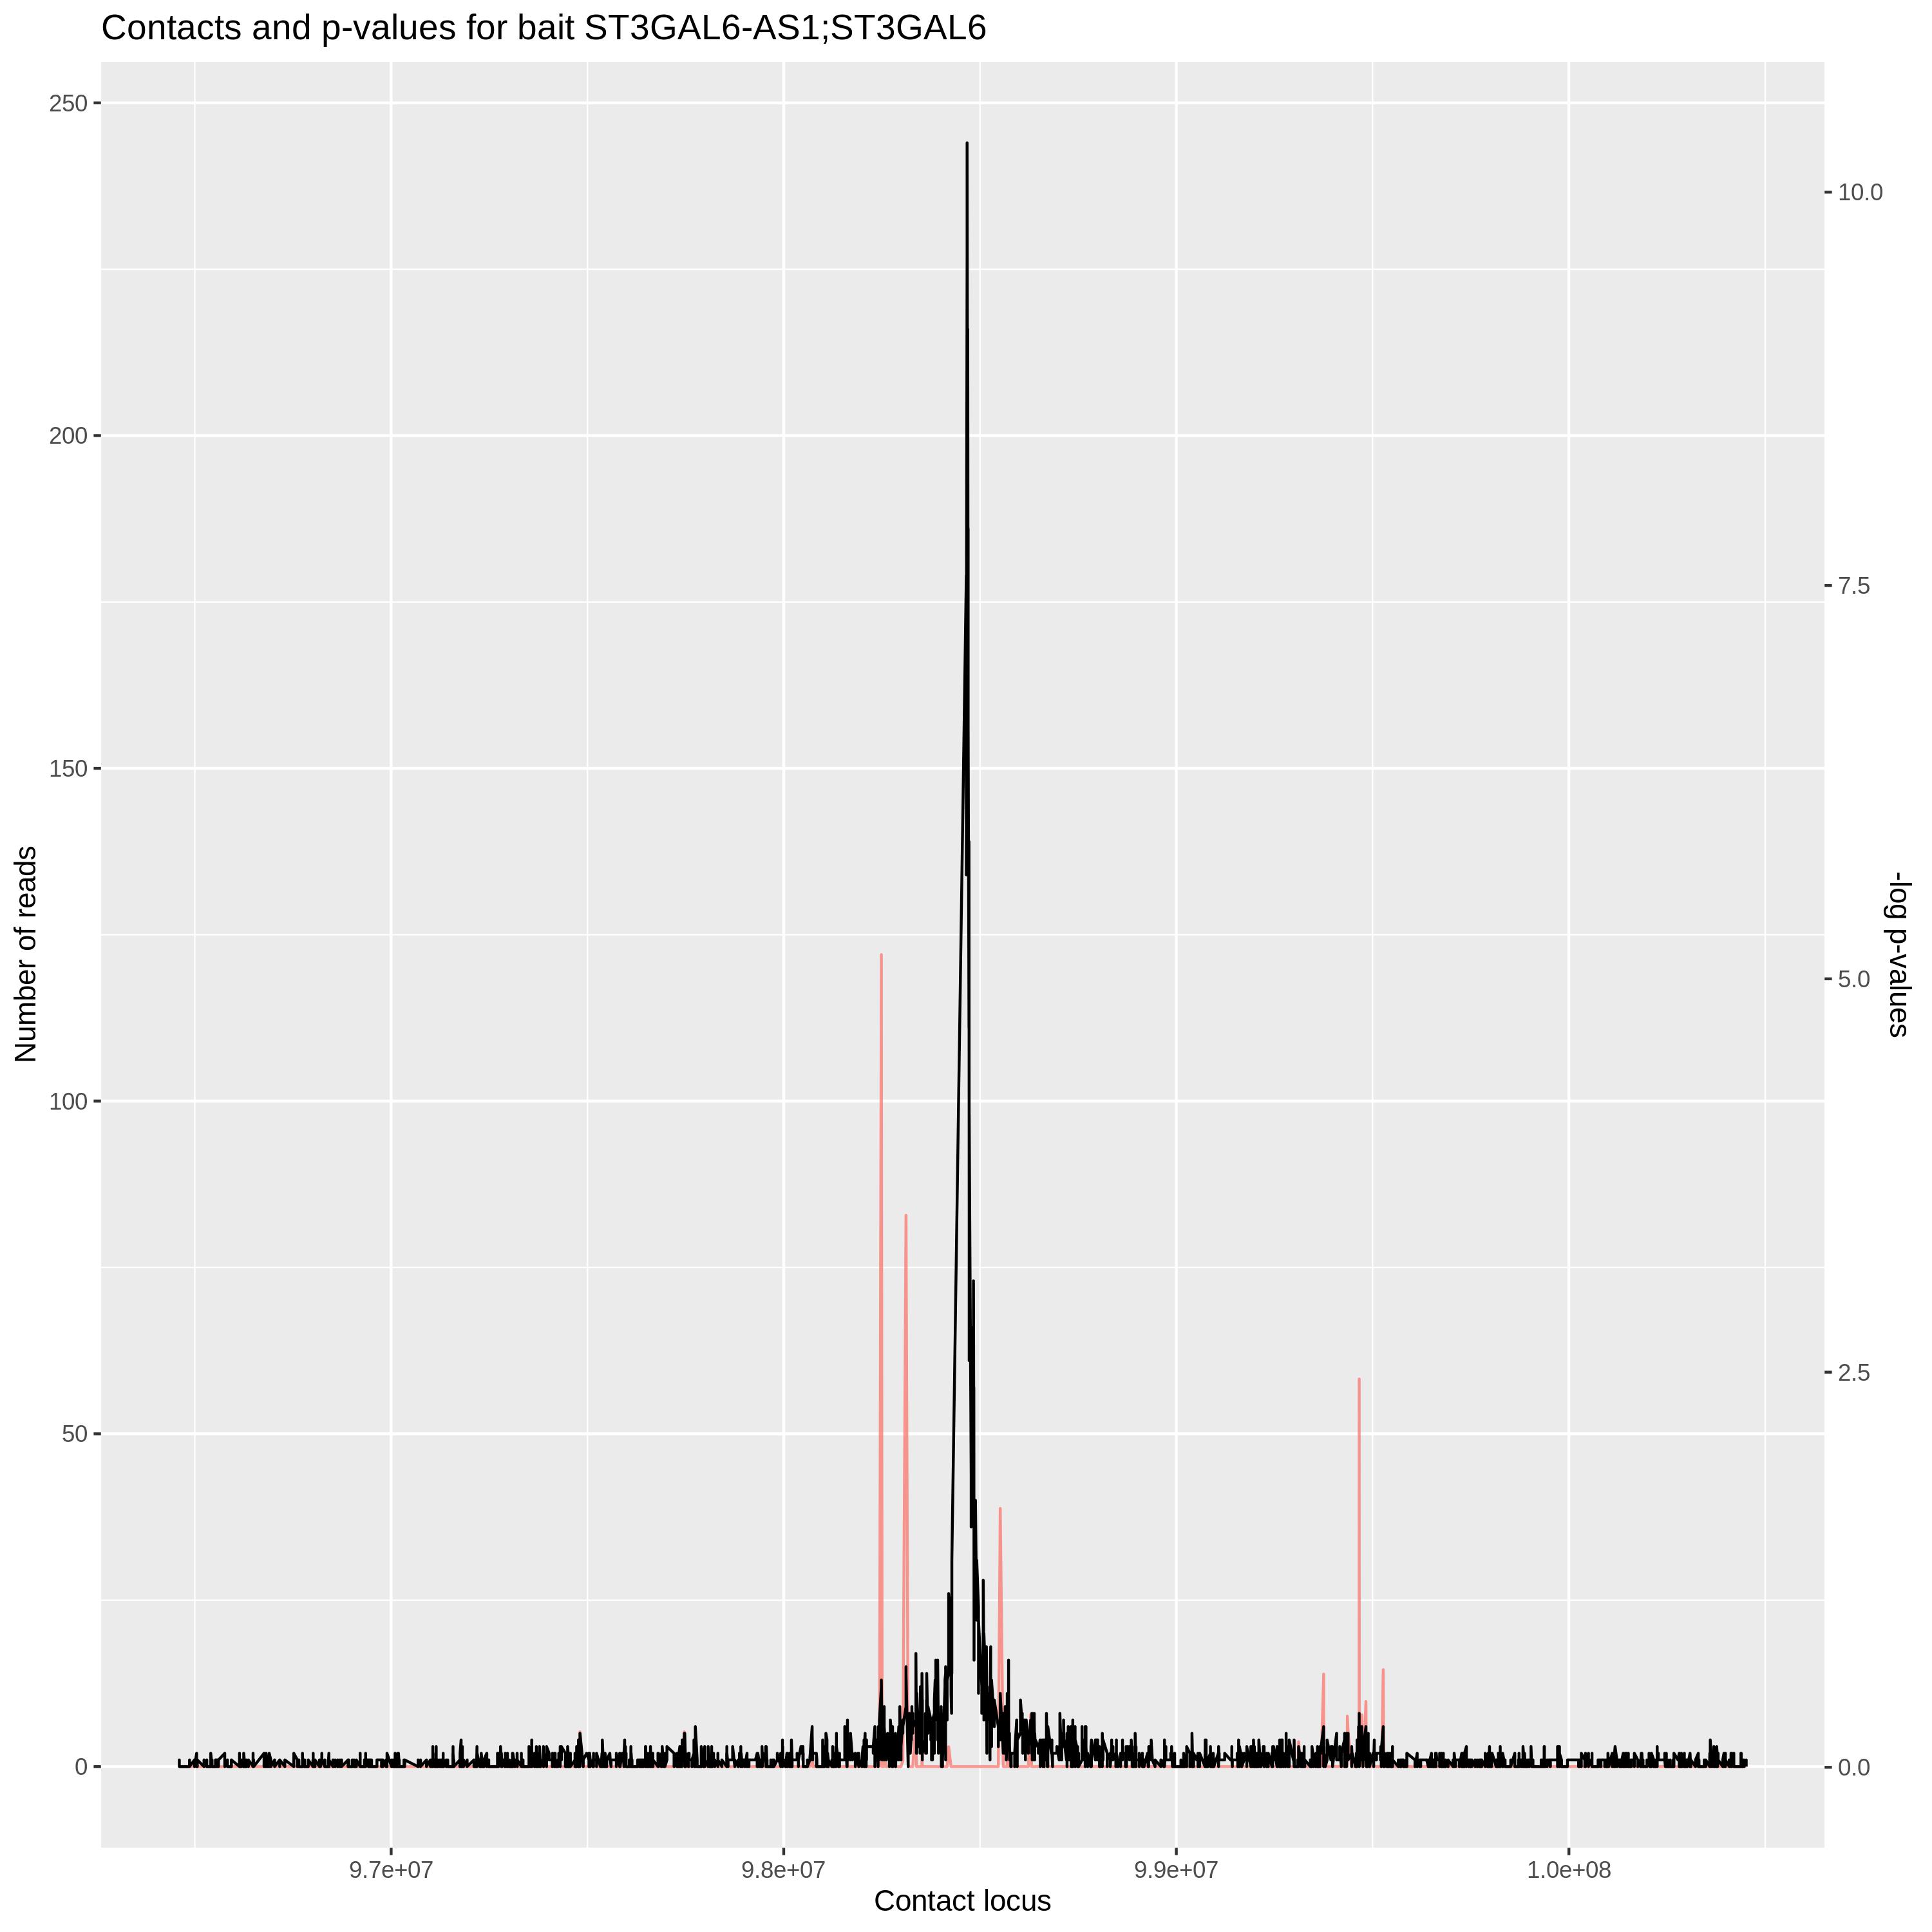 Contacts and p-values for bait ST3GAL6-AS1;ST3GAL6
250
200
150
100
50
0
Number of reads
10.0
7.5
5.0
2.5
0.0
-log p-values
9.7e+07 9.8e+07 9.9e+07 1.0e+08
Contact locus